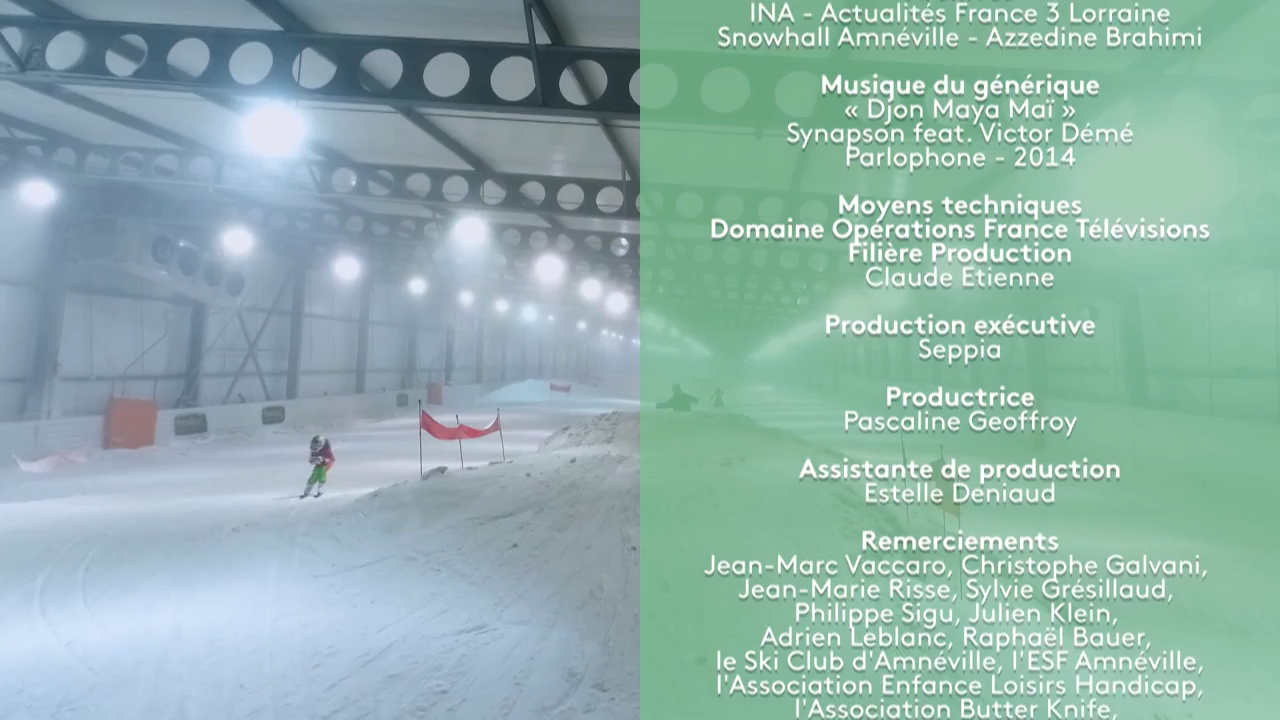 INA - Actualités France 3 Lorraine
Snowhall Amnéville - Azzedine Brahimi
Musique du générique
« Djon Maya Maï »
Synapson feat. Victor Démé
Parlophone - 2014
Moyens techniques
Domaine Opérations France Télévisions
Filière Production
Claude Etienne
Production exécutive
Seppia
Productrice
Pascaline Geoffroy
Assistante de production
Estelle Deniaud
Remerciements
Jean-Marc Vaccaro, Christophe Galvani,
Jean-Marie Risse, Sylvie Grésillaud,
Philippe Sigu, Julien Klein,
Adrien Leblanc, Raphaël Bauer,
le Ski Club d'Amnéville, l'ESF Amnéville,
l'Association Enfance Loisirs Handicap,
l'Association Butter Knife,